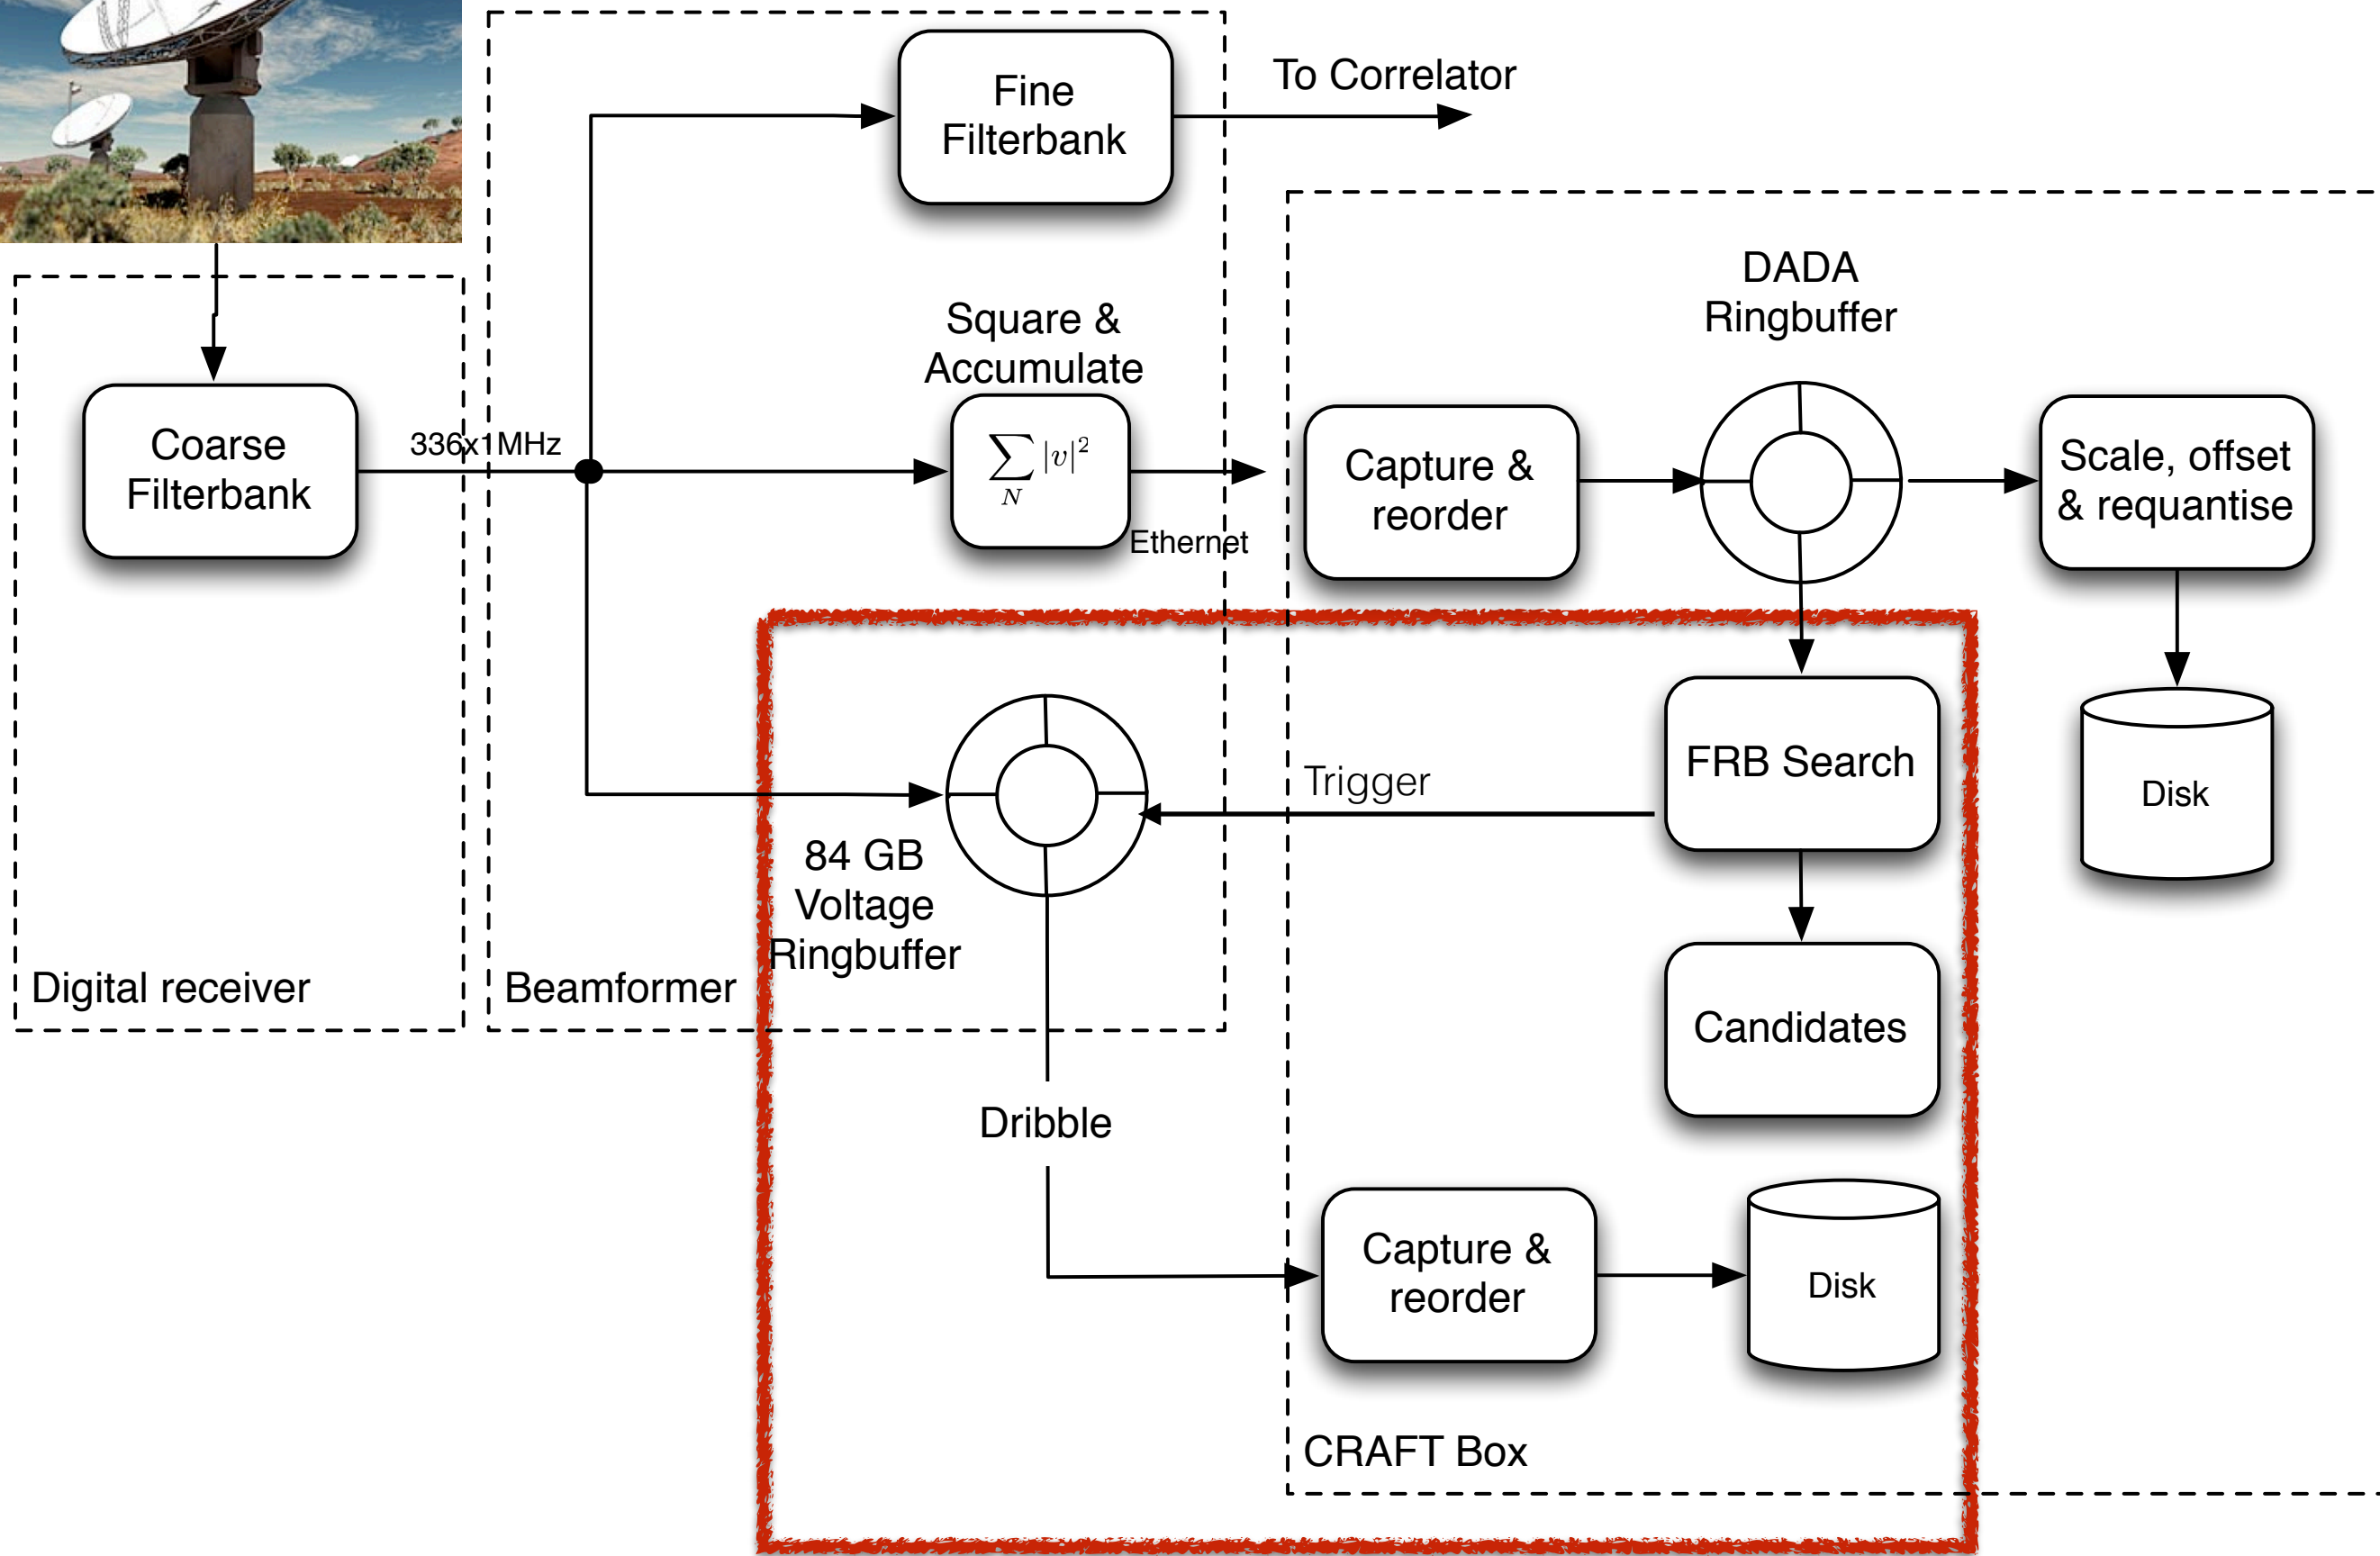 Fine
Filterbank
To Correlator
DADA
Ringbuffer
Square &
Accumulate
Coarse
Filterbank
336x1MHz
∑ |v|²
N
Ethernet
Capture &
reorder
Scale, offset
& requantise
Disk
FRB Search
Trigger
84 GB
Voltage
Ringbuffer
Digital receiver
Beamformer
Candidates
Dribble
Capture &
reorder
Disk
CRAFT Box